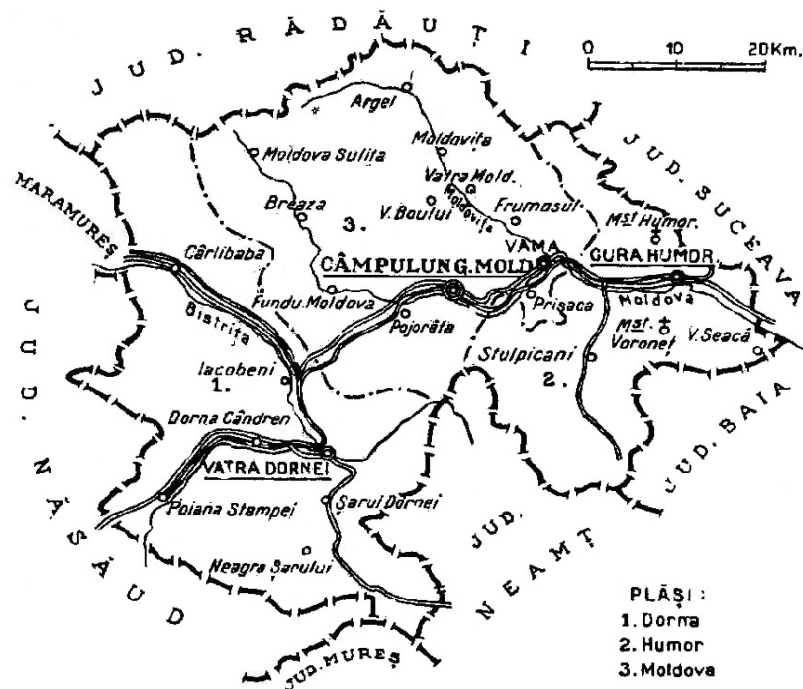 JUD. RĂDĂUȚI
0 10 20 Km.
Argel
JUD. SUCEAVA
Moldovița
Moldova Sulița
Vatra Mold.
MARAMUREȘ
Moldovița
Breaza
3.
V. Boului
Frumosul
Mst Humor.
VAMA
GURA HUMOR.
Cârlibaba
CÂMPULUNG. MOLD
Fundu. Moldova
Prisaca
Moldova
Bistrița
Pojorâta
Mst. Voroneț
V. Seacă
Stulpicani
2.
Iacobeni
1.
JUD. BAIA
Dorna Cândren
VATRA DORNEI
JUD. NĂSĂUD
Poiana Stampei
Șarul Dornei
JUD. NEAMȚ
Neagra Șarului
JUD. MUREȘ
PLĂȘI :
1. Dorna
2. Humor
3. Moldova